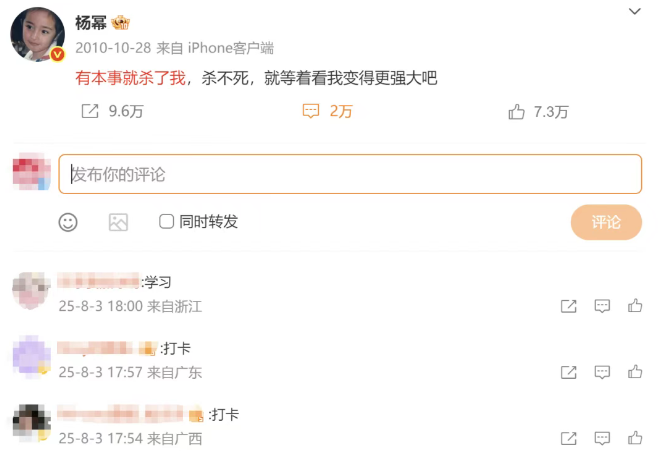 杨幂
2010-10-28 来自 iPhone客户端
有本事就杀了我，杀不死，就等着看我变得更强大吧
9.6万 2万 7.3万
发布你的评论
同时转发 评论
:学习
25-8-3 18:00 来自浙江
:打卡
25-8-3 17:57 来自广东
:打卡
25-8-3 17:54 来自广西